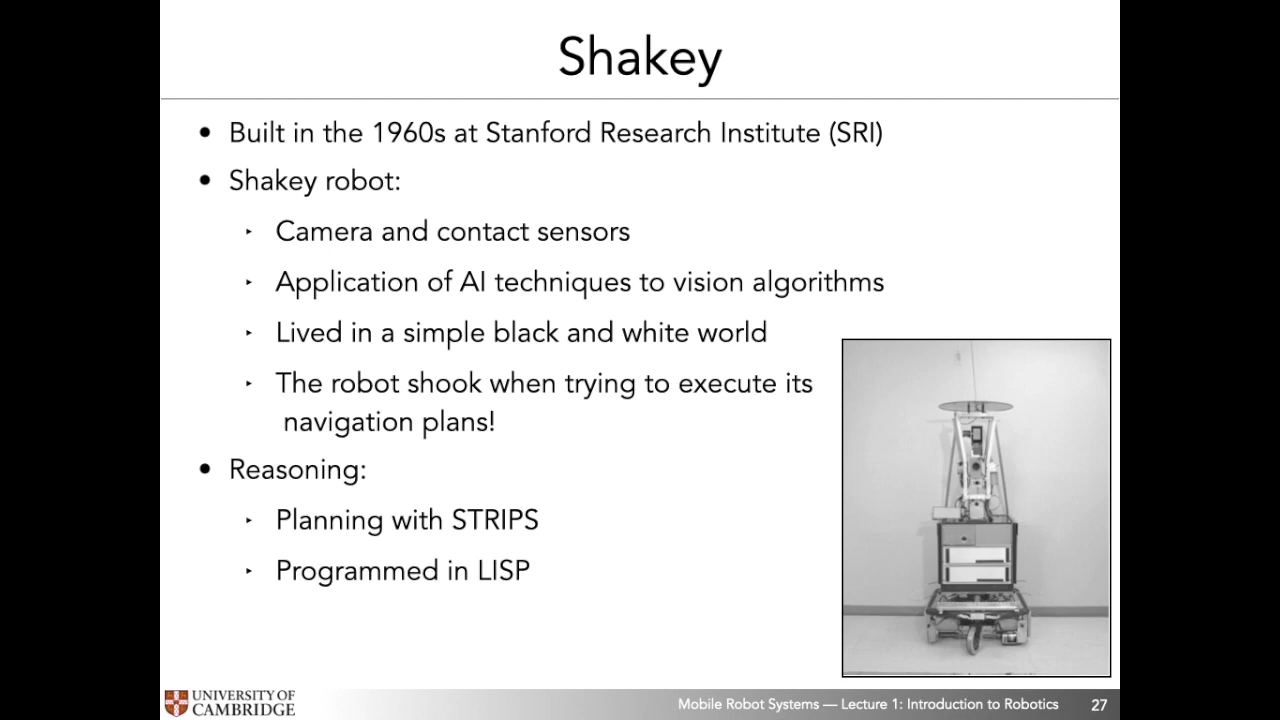 Shakey
• Built in the 1960s at Stanford Research Institute (SRI)
• Shakey robot:
‣ Camera and contact sensors
‣ Application of AI techniques to vision algorithms
‣ Lived in a simple black and white world
‣ The robot shook when trying to execute its
navigation plans!
• Reasoning:
‣ Planning with STRIPS
‣ Programmed in LISP
UNIVERSITY OF
CAMBRIDGE
Mobile Robot Systems — Lecture 1: Introduction to Robotics
27